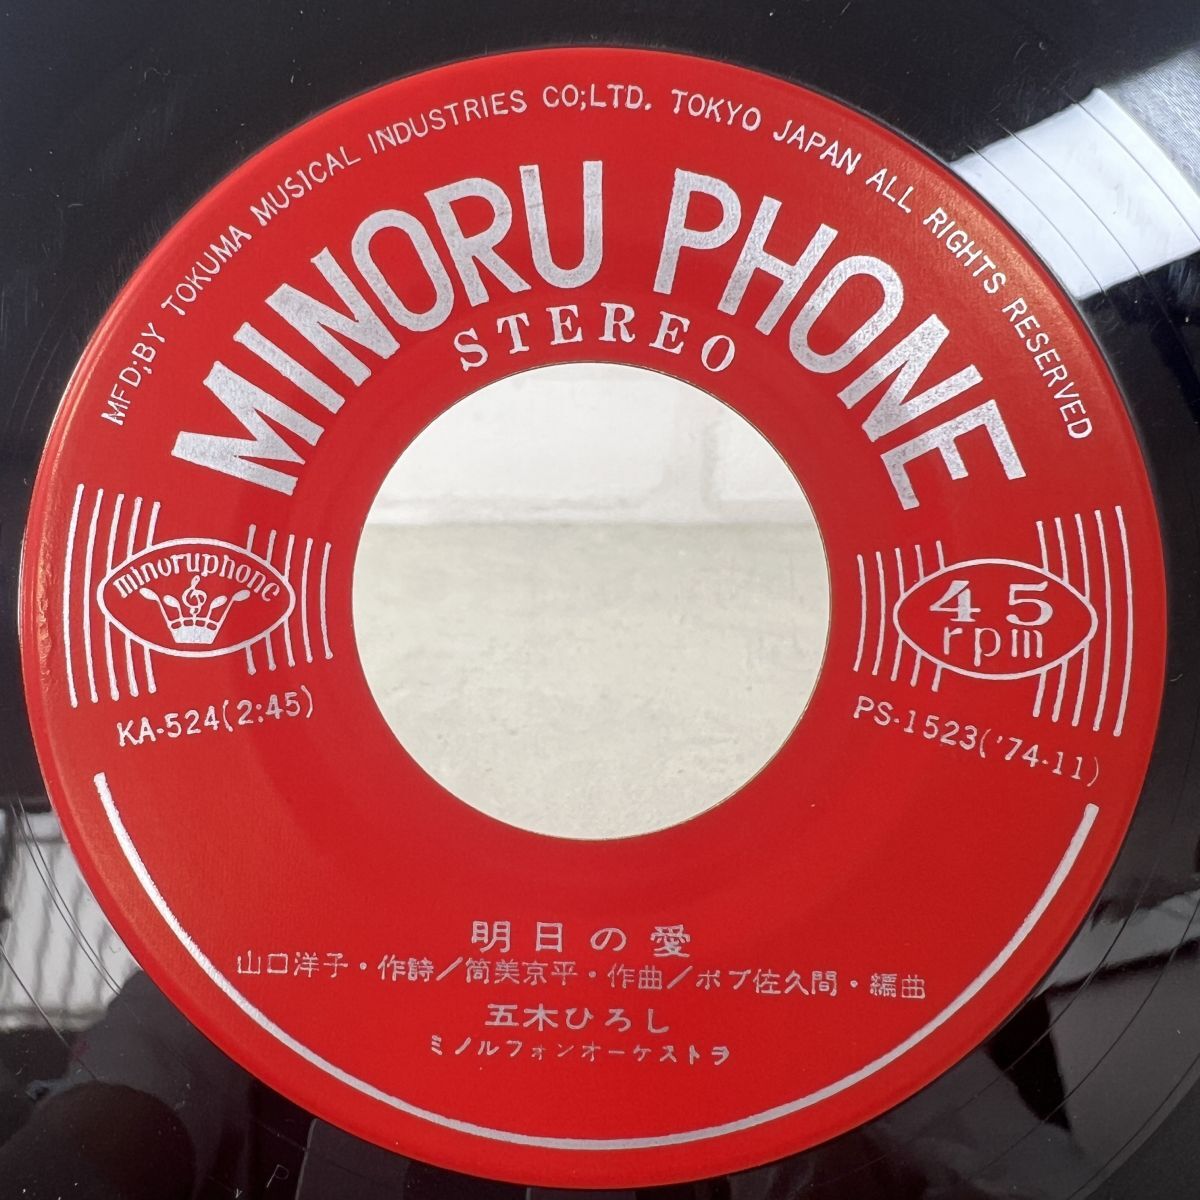 MFD;BY TOKUMA MUSICAL INDUSTRIES CO;LTD. TOKYO JAPAN ALL RIGHTS RESERVED
MINORU PHONE
STEREO
minoruphone
45
rpm
KA-524(2:45)
PS-1523('74-11)
明日の愛
山口洋子・作詩/筒美京平・作曲/ボブ佐久間・編曲
五木ひろし
ミノルフォンオーケストラ